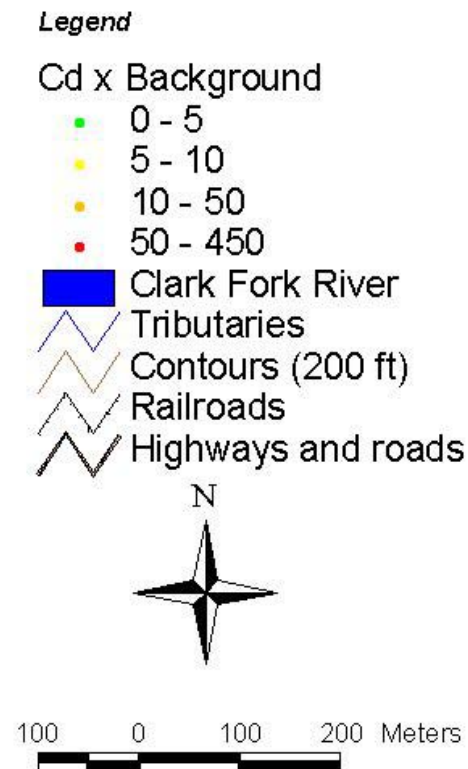 Legend
Cd x Background
0 - 5
5 - 10
10 - 50
50 - 450
Clark Fork River
Tributaries
Contours (200 ft)
Railroads
Highways and roads
N
100 0 100 200 Meters